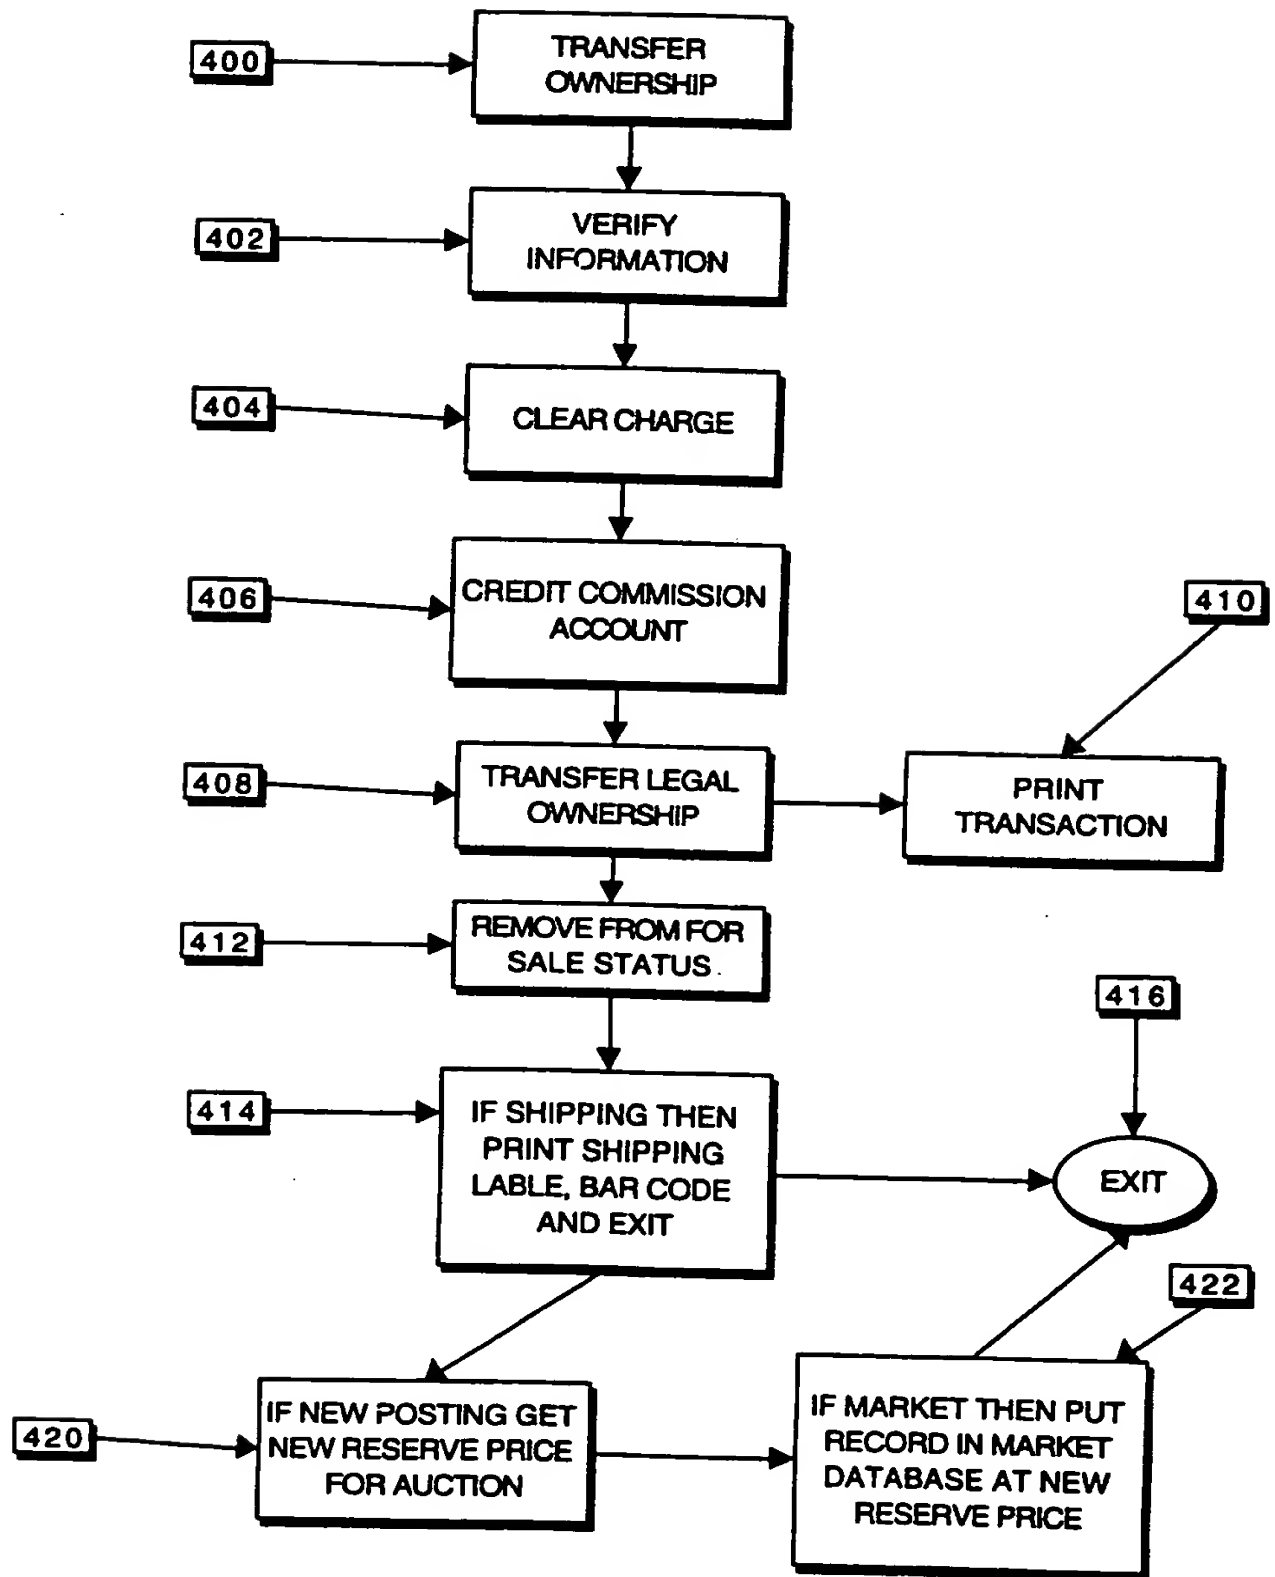 400
TRANSFER
OWNERSHIP
402
VERIFY
INFORMATION
404
CLEAR CHARGE
406
CREDIT COMMISSION
ACCOUNT
410
408
TRANSFER LEGAL
OWNERSHIP
PRINT
TRANSACTION
412
REMOVE FROM FOR
SALE STATUS
416
414
IF SHIPPING THEN
PRINT SHIPPING
LABLE, BAR CODE
AND EXIT
EXIT
422
420
IF NEW POSTING GET
NEW RESERVE PRICE
FOR AUCTION
IF MARKET THEN PUT
RECORD IN MARKET
DATABASE AT NEW
RESERVE PRICE